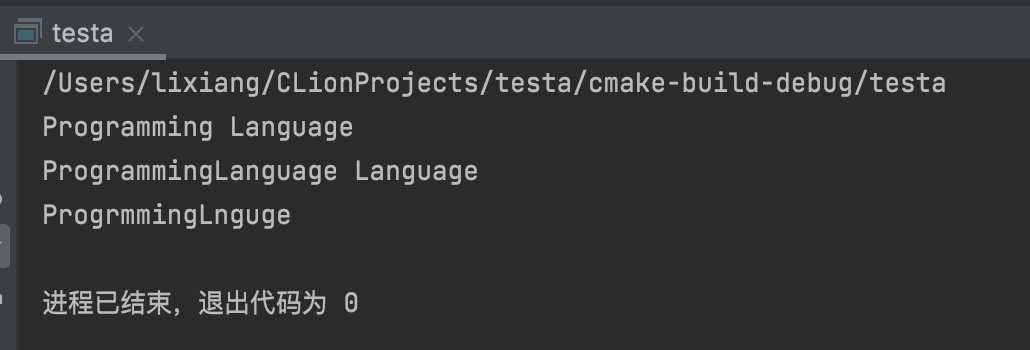 testa
/Users/lixiang/CLionProjects/testa/cmake-build-debug/testa
Programming Language
ProgrammingLanguage Language
ProgrmmingLnguge
进程已结束，退出代码为 0